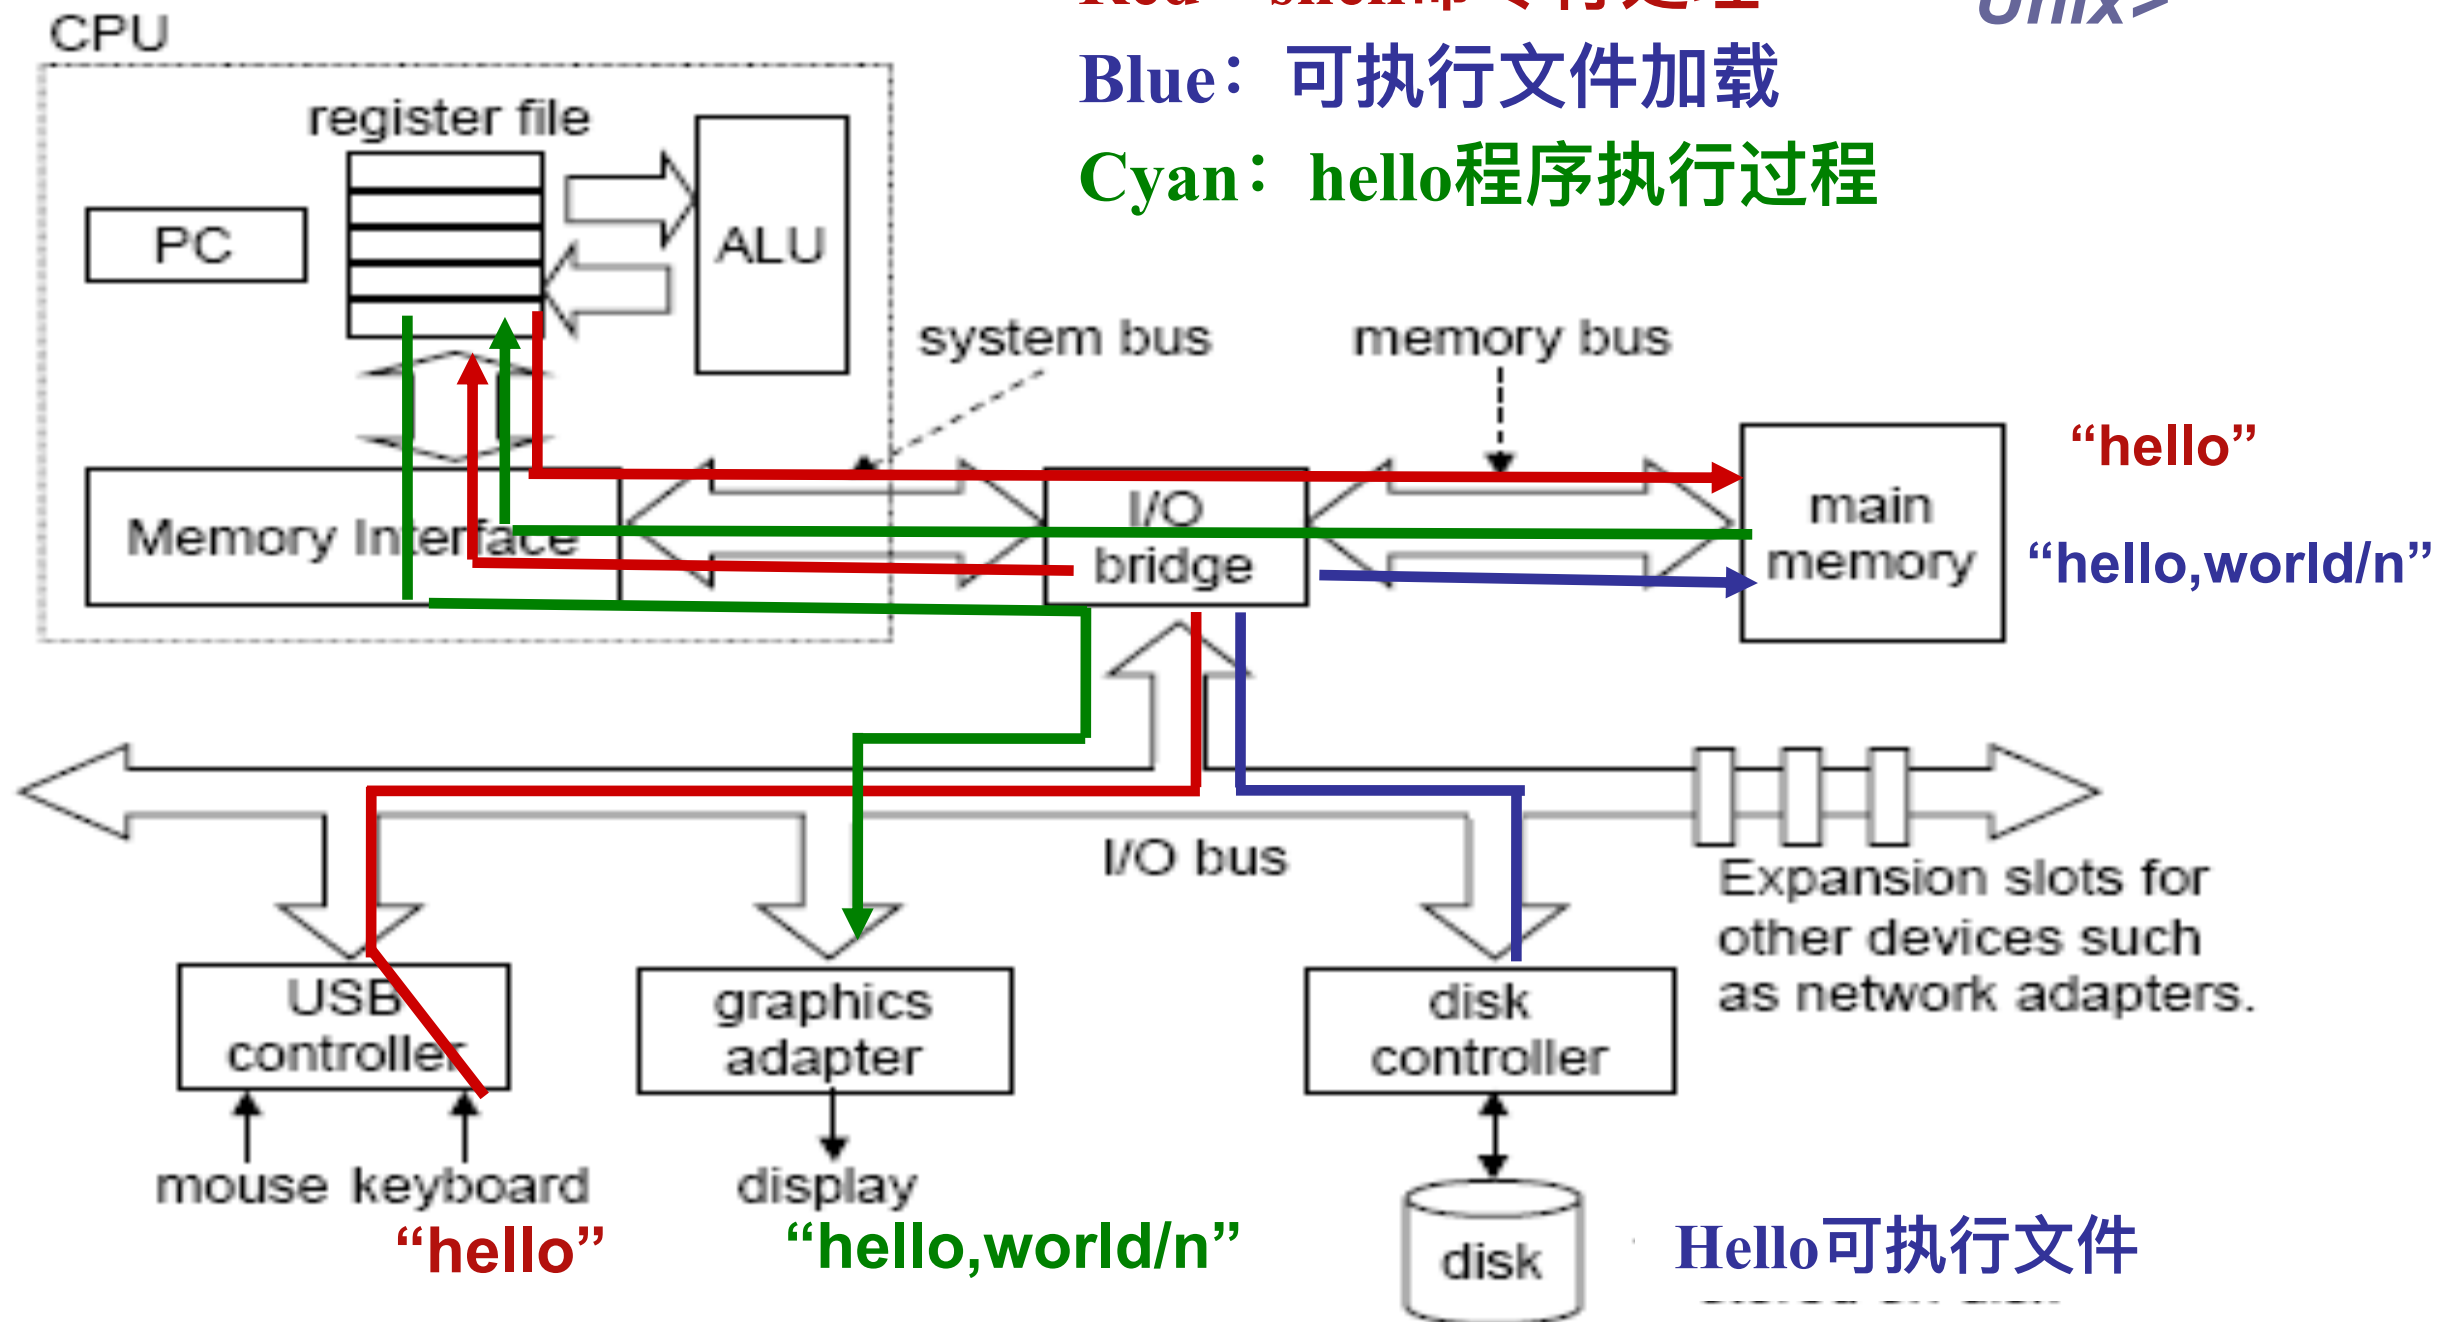 CPU
Unix>
Blue：可执行文件加载
Cyan：hello程序执行过程
register file
PC
ALU
system bus
memory bus
“hello”
I/O
bridge
main
memory
Memory Interface
“hello,world/n”
I/O bus
Expansion slots for
other devices such
as network adapters.
USB
controller
graphics
adapter
disk
controller
mouse
keyboard
display
“hello”
“hello,world/n”
disk
Hello可执行文件